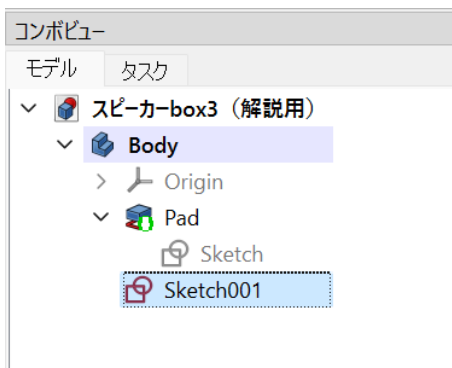 コンボビュー
モデル タスク
スピーカーbox3（解説用）
Body
Origin
Pad
Sketch
Sketch001